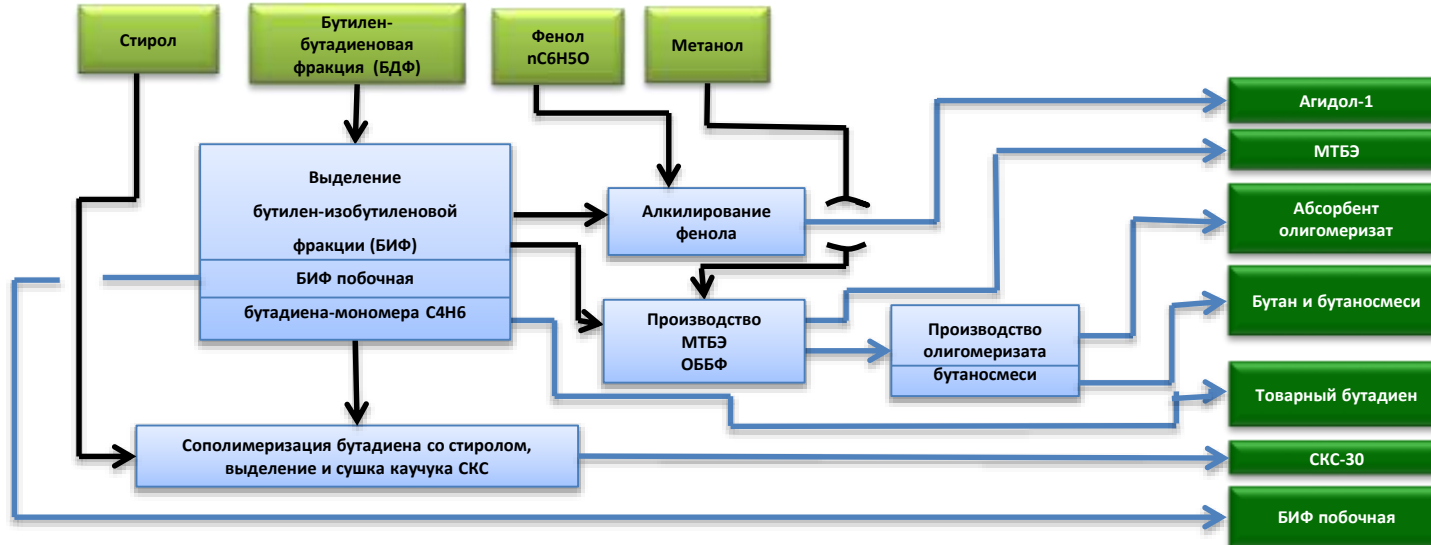 Стирол
Бутилен-
бутадиеновая
фракция (БДФ)
Фенол
nC6H5O
Метанол
Агидол-1
МТБЭ
Абсорбент
олигомеризат
Бутан и бутаносмеси
Товарный бутадиен
СКС-30
БИФ побочная
Выделение
бутилен-изобутиленовой
фракции (БИФ)
БИФ побочная
бутадиена-мономера С4Н6
Алкилирование
фенола
Производство
МТБЭ
ОББФ
Производство
олигомеризата
бутаносмеси
Сополимеризация бутадиена со стиролом,
выделение и сушка каучука СКС